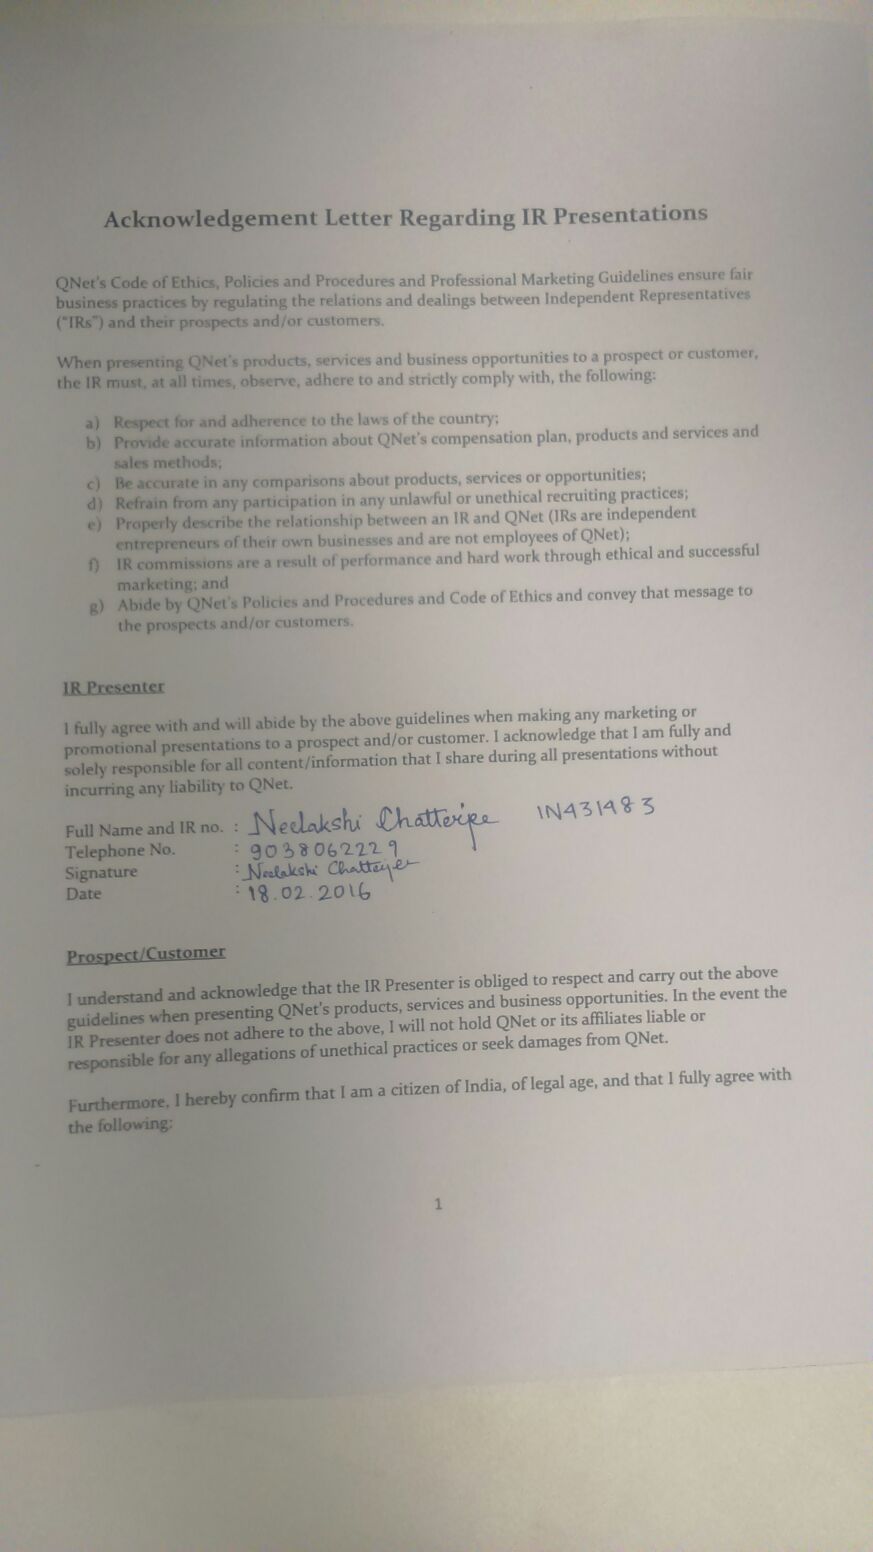 Acknowledgement Letter Regarding IR Presentations
QNet's Code of Ethics, Policies and Procedures and Professional Marketing Guidelines ensure fair
business practices by regulating the relations and dealings between Independent Representatives
("IRs") and their prospects and/or customers.
When presenting QNet's products, services and business opportunities to a prospect or customer,
the IR must, at all times, observe, adhere to and strictly comply with, the following:
a) Respect for and adherence to the laws of the country;
b) Provide accurate information about QNet's compensation plan, products and services and
sales methods;
c) Be accurate in any comparisons about products, services or opportunities;
d) Refrain from any participation in any unlawful or unethical recruiting practices;
e) Properly describe the relationship between an IR and QNet (IRs are independent
entrepreneurs of their own businesses and are not employees of QNet);
f) IR commissions are a result of performance and hard work through ethical and successful
marketing; and
g) Abide by QNet's Policies and Procedures and Code of Ethics and convey that message to
the prospects and/or customers.
IR Presenter
I fully agree with and will abide by the above guidelines when making any marketing or
promotional presentations to a prospect and/or customer. I acknowledge that I am fully and
solely responsible for all content/information that I share during all presentations without
incurring any liability to QNet.
Full Name and IR no. : Neelakshi Chatterjee IN431483
Telephone No. : 9038062229
Signature : Neelakshi Chatterjee
Date : 18.02.2016
Prospect/Customer
I understand and acknowledge that the IR Presenter is obliged to respect and carry out the above
guidelines when presenting QNet's products, services and business opportunities. In the event the
IR Presenter does not adhere to the above, I will not hold QNet or its affiliates liable or
responsible for any allegations of unethical practices or seek damages from QNet.
Furthermore, I hereby confirm that I am a citizen of India, of legal age, and that I fully agree with
the following:
1